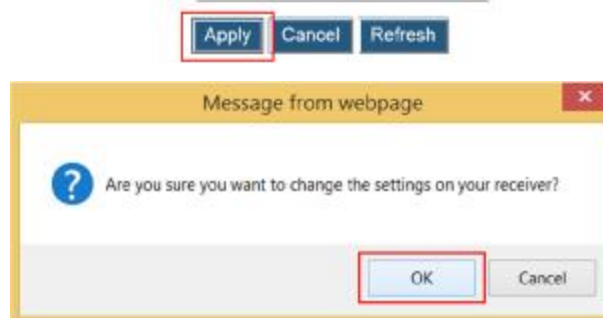 Apply Cancel Refresh
Message from webpage
Are you sure you want to change the settings on your receiver?
OK Cancel